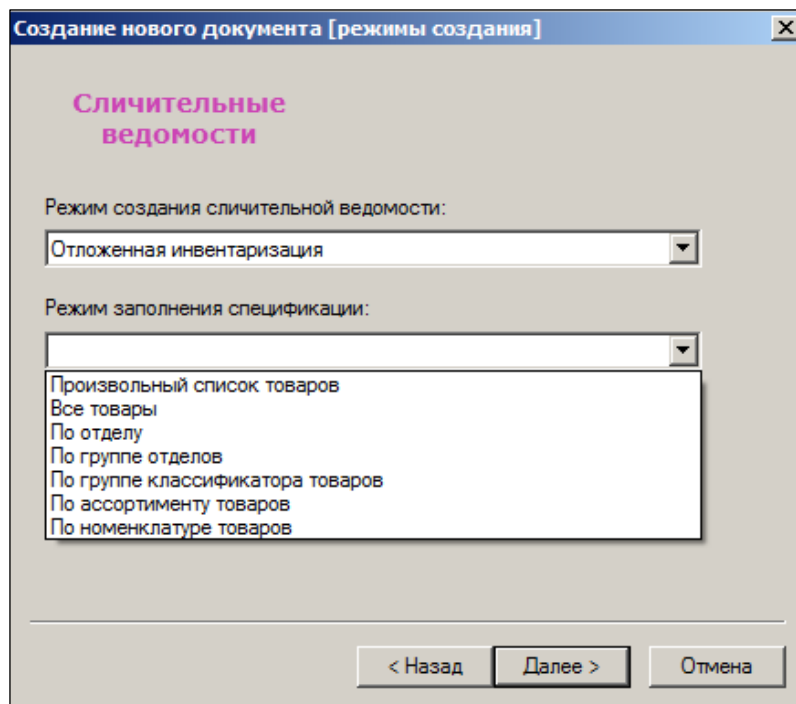 Создание нового документа [режимы создания]
Сличительные
ведомости
Режим создания сличительной ведомости:
Отложенная инвентаризация
Режим заполнения спецификации:
Произвольный список товаров
Все товары
По отделу
По группе отделов
По группе классификатора товаров
По ассортименту товаров
По номенклатуре товаров
< Назад
Далее >
Отмена